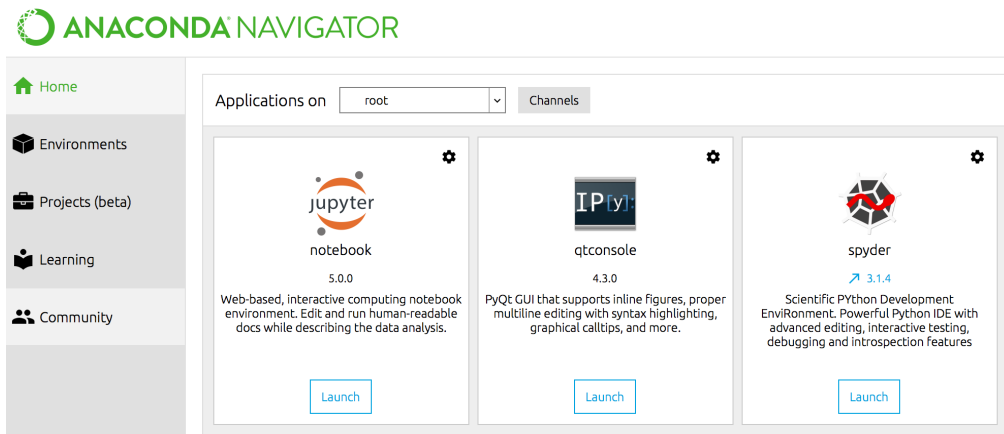 ANACONDA NAVIGATOR
Home
Environments
Projects (beta)
Learning
Community
Applications on root Channels
jupyter
notebook
5.0.0
Web-based, interactive computing notebook
environment. Edit and run human-readable
docs while describing the data analysis.
Launch
IP[y]:
qtconsole
4.3.0
PyQt GUI that supports inline figures, proper
multiline editing with syntax highlighting,
graphical calltips, and more.
Launch
spyder
3.1.4
Scientific PYthon Development
EnviRonment. Powerful Python IDE with
advanced editing, interactive testing,
debugging and introspection features
Launch